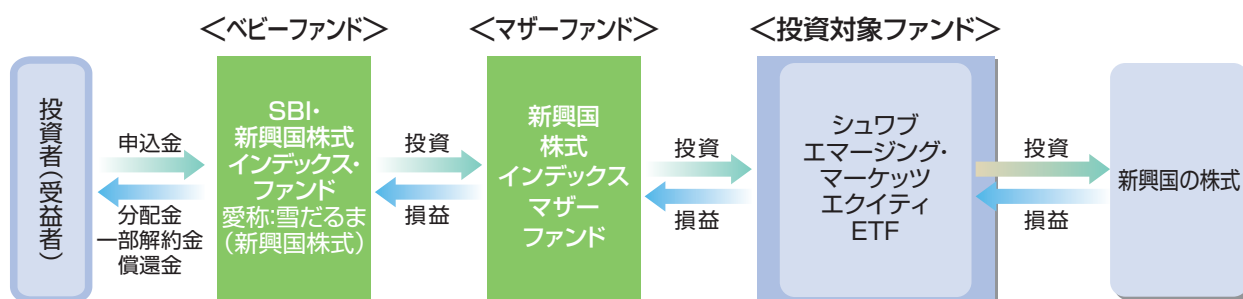 <ベビーファンド>
<マザーファンド>
<投資対象ファンド>
投資者(受益者)
申込金
分配金
一部解約金
償還金
SBI・
新興国株式
インデックス・
ファンド
愛称:雪だるま
(新興国株式)
投資
損益
新興国
株式
インデックス
マザー
ファンド
投資
損益
シュワブ
エマージング・
マーケッツ
エクイティ
ETF
投資
損益
新興国の株式